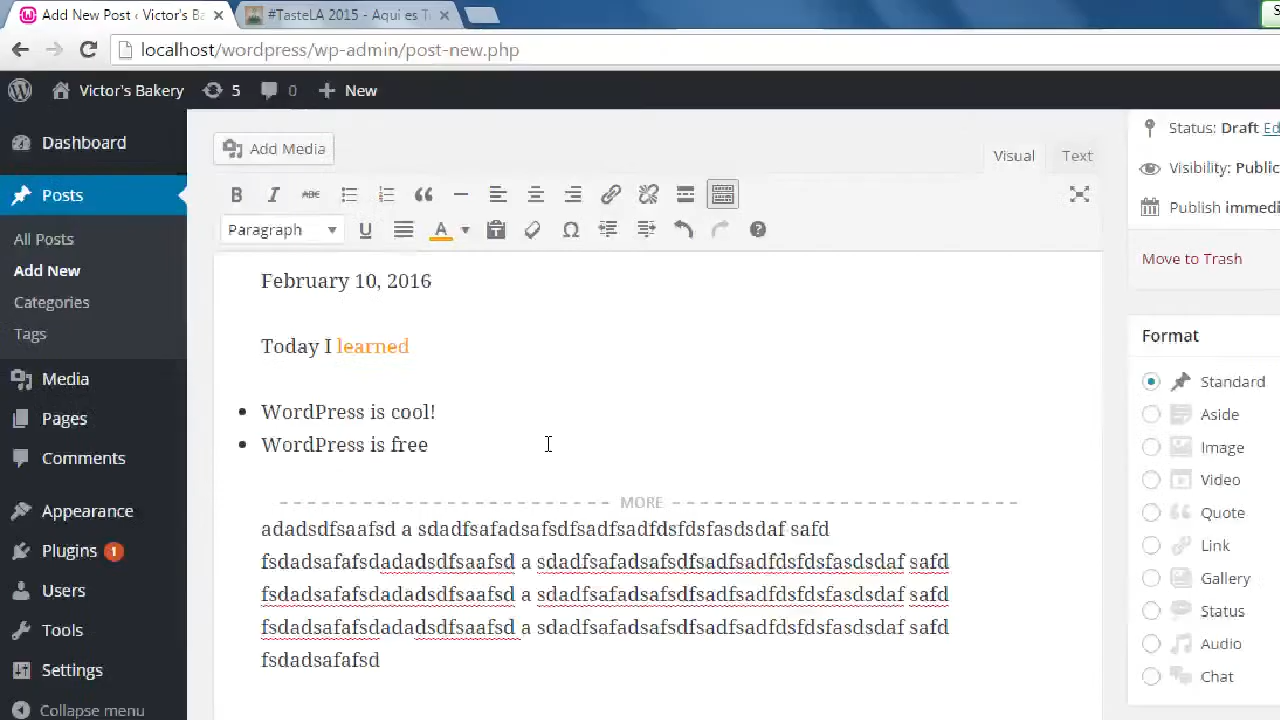 Add New Post ‹ Victor's Ba
#TasteLA 2015 - Aqui es T
localhost/wordpress/wp-admin/post-new.php
Victor's Bakery 5 0 New
Dashboard
Posts
All Posts
Add New
Categories
Tags
Media
Pages
Comments
Appearance
Plugins 1
Users
Tools
Settings
Collapse menu
Add Media
Visual Text
B I ABC
Paragraph U A
February 10, 2016
Today I learned
WordPress is cool!
WordPress is free
MORE
adadsdfsaafsd a sdadfsafadsafsdfsadfsadfdsfdsfasdsdaf safd
fsdadsafafsdadadsdfsaafsd a sdadfsafadsafsdfsadfsadfdsfdsfasdsdaf safd
fsdadsafafsdadadsdfsaafsd a sdadfsafadsafsdfsadfsadfdsfdsfasdsdaf safd
fsdadsafafsdadadsdfsaafsd a sdadfsafadsafsdfsadfsadfdsfdsfasdsdaf safd
fsdadsafafsd
Status: Draft Ed
Visibility: Public
Publish immedi
Move to Trash
Format
Standard
Aside
Image
Video
Quote
Link
Gallery
Status
Audio
Chat